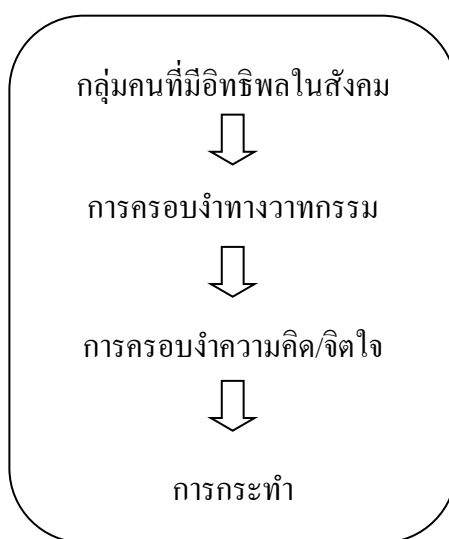 กลุ่มคนที่มีอิทธิพลในสังคม
การครอบงำทางวาทกรรม
การครอบงำความคิด/จิตใจ
การกระทำ